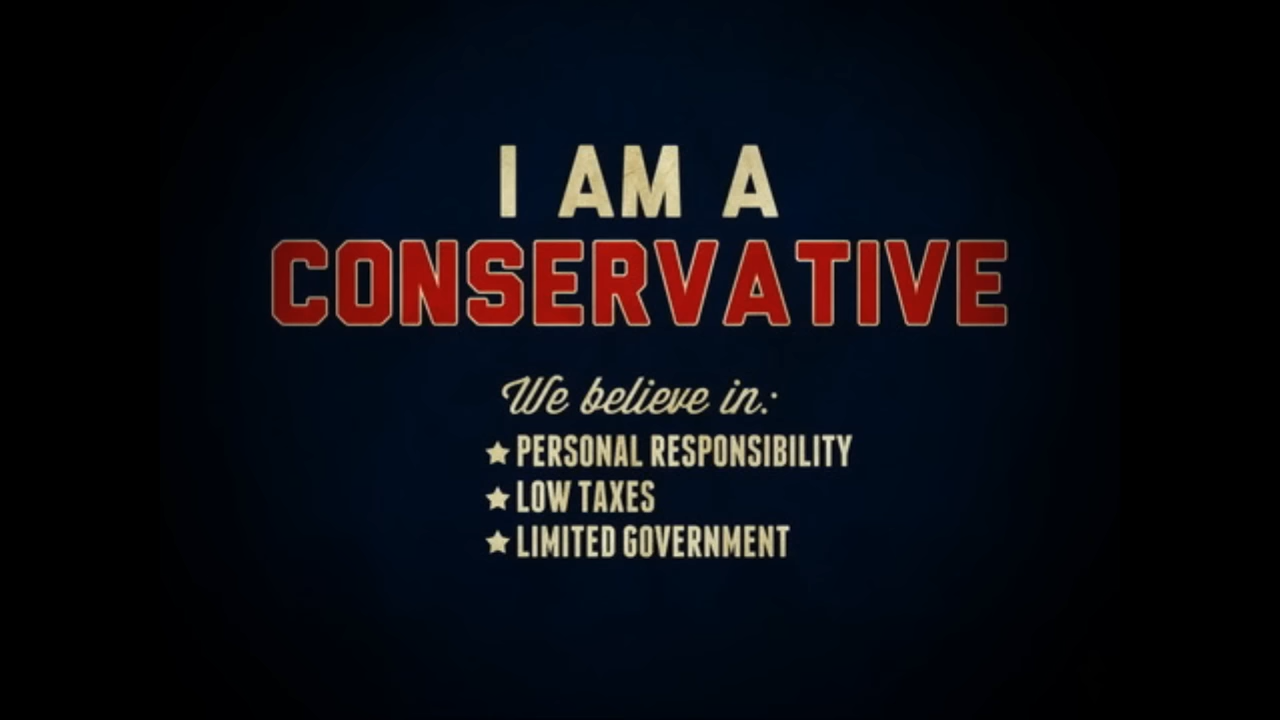 I AM A
CONSERVATIVE
We believe in:
PERSONAL RESPONSIBILITY
LOW TAXES
LIMITED GOVERNMENT